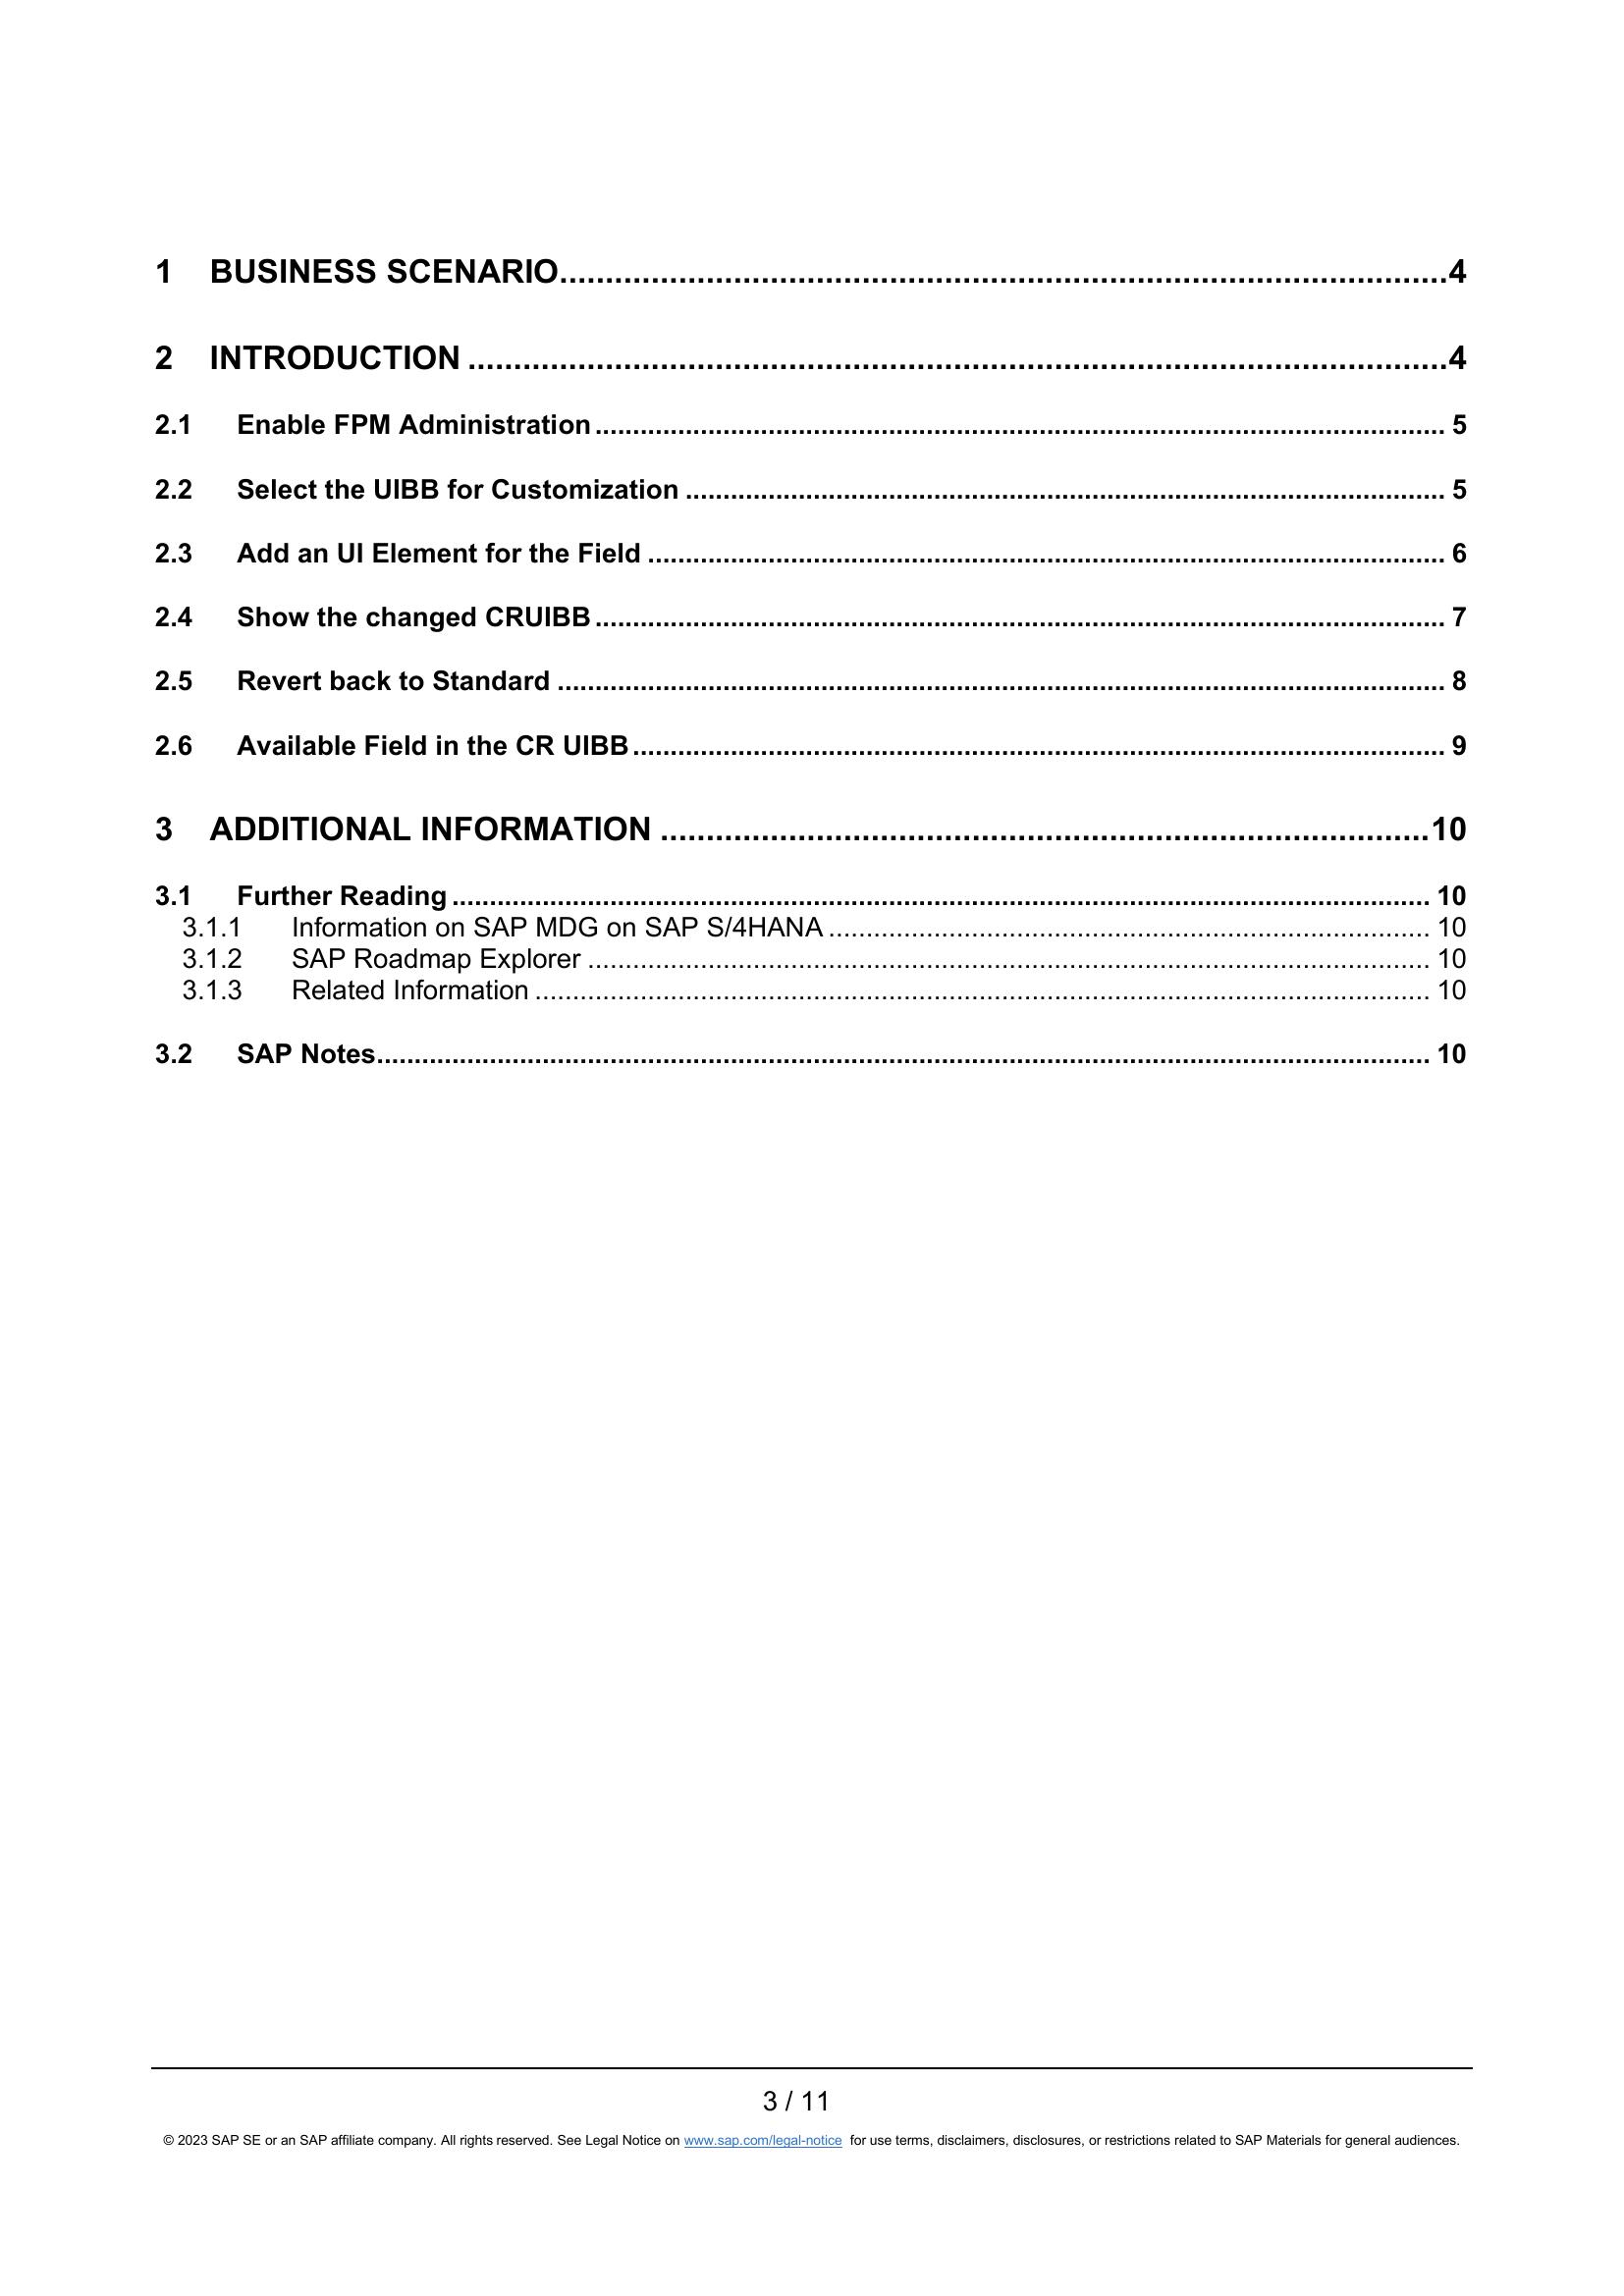 1 BUSINESS SCENARIO....................................................................................................4
2 INTRODUCTION ..............................................................................................................4
2.1 Enable FPM Administration................................................................................................................. 5
2.2 Select the UIBB for Customization ..................................................................................................... 5
2.3 Add an UI Element for the Field .......................................................................................................... 6
2.4 Show the changed CRUIBB................................................................................................................. 7
2.5 Revert back to Standard ...................................................................................................................... 8
2.6 Available Field in the CR UIBB............................................................................................................ 9
3 ADDITIONAL INFORMATION .....................................................................................10
3.1 Further Reading.................................................................................................................................. 10
3.1.1 Information on SAP MDG on SAP S/4HANA ................................................................................ 10
3.1.2 SAP Roadmap Explorer ................................................................................................................ 10
3.1.3 Related Information ....................................................................................................................... 10
3.2 SAP Notes............................................................................................................................................ 10
3 / 11
© 2023 SAP SE or an SAP affiliate company. All rights reserved. See Legal Notice on www.sap.com/legal-notice for use terms, disclaimers, disclosures, or restrictions related to SAP Materials for general audiences.